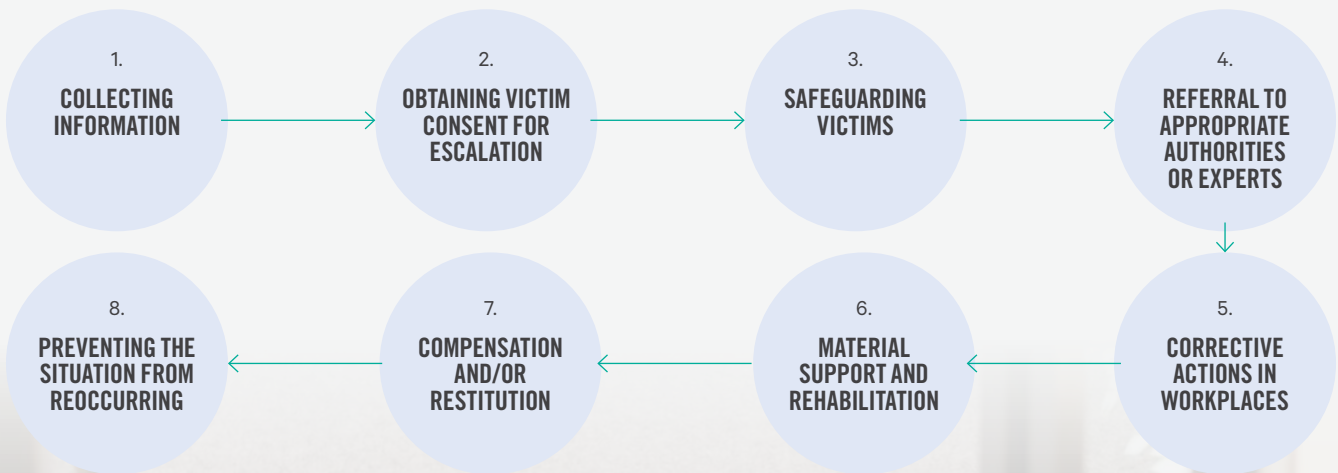 1.
COLLECTING
INFORMATION
2.
OBTAINING VICTIM
CONSENT FOR
ESCALATION
3.
SAFEGUARDING
VICTIMS
4.
REFERRAL TO
APPROPRIATE
AUTHORITIES
OR EXPERTS
5.
CORRECTIVE
ACTIONS IN
WORKPLACES
6.
MATERIAL
SUPPORT AND
REHABILITATION
7.
COMPENSATION
AND/OR
RESTITUTION
8.
PREVENTING THE
SITUATION FROM
REOCCURRING